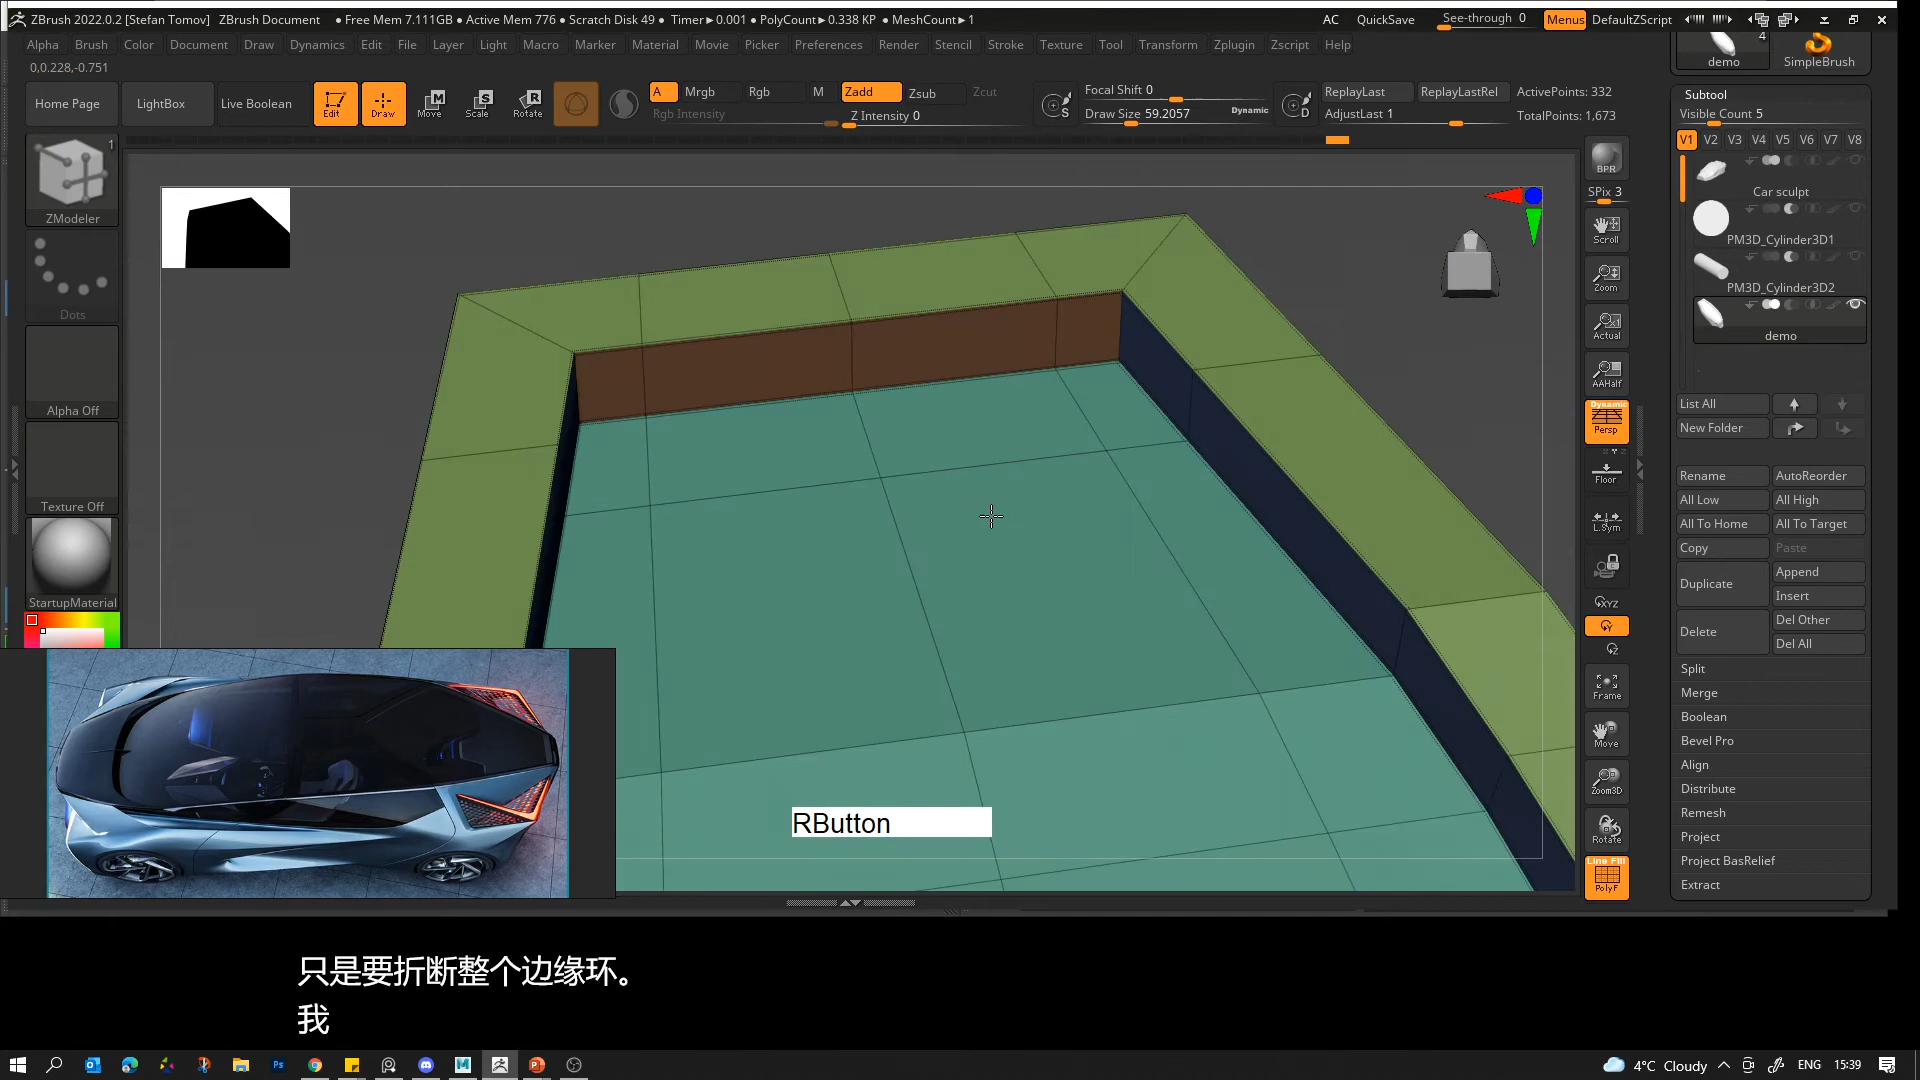 ZBrush 2022.0.2 [Stefan Tomov] ZBrush Document ● Free Mem 7.111GB ● Active Mem 776 ● Scratch Disk 49 ● Timer►0.001 ● PolyCount►0.338 KP ● MeshCount►1 AC QuickSave See-through 0 Menus DefaultZScript
Alpha Brush Color Document Draw Dynamics Edit File Layer Light Macro Marker Material Movie Picker Preferences Render Stencil Stroke Texture Tool Transform Zplugin Zscript Help
0,0.228,-0.751
Home Page LightBox Live Boolean Edit Draw Move Scale Rotate
A Mrgb Rgb M Zadd Zsub Zcut
Rgb Intensity Z Intensity 0
Focal Shift 0
Draw Size 59.2057 Dynamic
ReplayLast ReplayLastRel ActivePoints: 332
AdjustLast 1 TotalPoints: 1,673
1
ZModeler
Dots
Alpha Off
Texture Off
StartupMaterial
RButton
BPR
SPix 3
Scroll
Zoom
Actual
AAHalf
Dynamic
Persp
Floor
L.Sym
XYZ
Y
Z
Frame
Move
Zoom3D
Rotate
Line Fill
PolyF
4
demo SimpleBrush
Subtool
Visible Count 5
V1 V2 V3 V4 V5 V6 V7 V8
Car sculpt
PM3D_Cylinder3D1
PM3D_Cylinder3D2
demo
List All
New Folder
Rename AutoReorder
All Low All High
All To Home All To Target
Copy Paste
Duplicate Append
Insert
Delete Del Other
Del All
Split
Merge
Boolean
Bevel Pro
Align
Distribute
Remesh
Project
Project BasRelief
Extract
只是要折断整个边缘环。
我
4°C Cloudy ENG 15:39